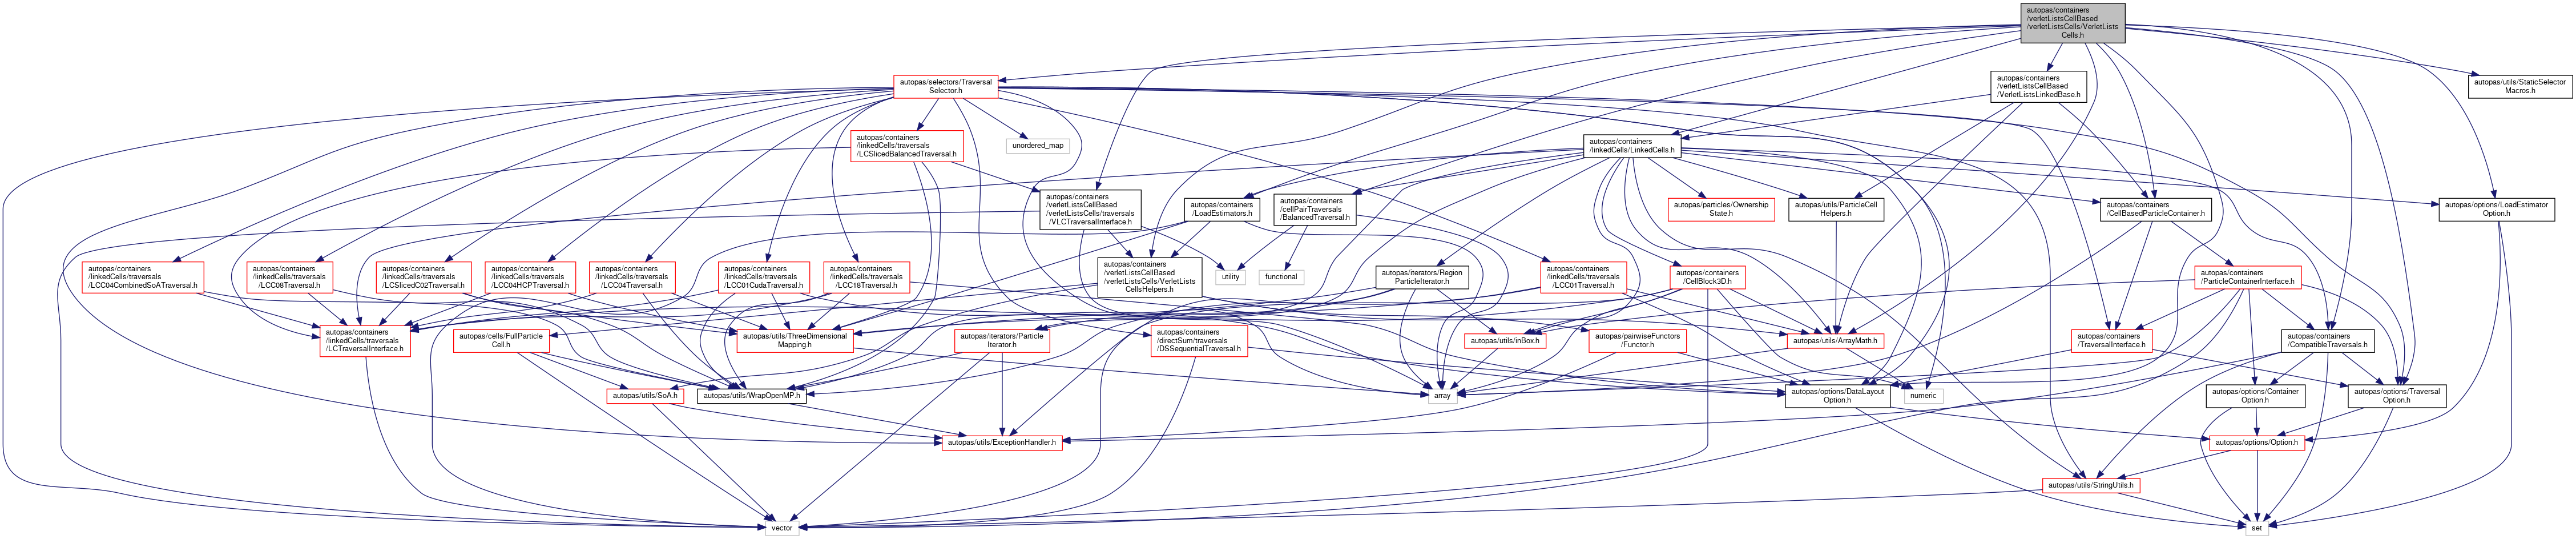 autopas/containers
/verletListsCellBased
/verletListsCells/VerletLists
Cells.h
autopas/selectors/Traversal
Selector.h
autopas/containers
/verletListsCellBased
/VerletListsLinkedBase.h
autopas/utils/StaticSelector
Macros.h
autopas/containers
/linkedCells/traversals
/LCSlicedBalancedTraversal.h
unordered_map
autopas/containers
/linkedCells/LinkedCells.h
autopas/containers
/verletListsCellBased
/verletListsCells/traversals
/VLCTraversalInterface.h
autopas/containers
/LoadEstimators.h
autopas/containers
/cellPairTraversals
/BalancedTraversal.h
autopas/particles/Ownership
State.h
autopas/utils/ParticleCell
Helpers.h
autopas/containers
/CellBasedParticleContainer.h
autopas/options/LoadEstimator
Option.h
autopas/containers
/linkedCells/traversals
/LCC04CombinedSoATraversal.h
autopas/containers
/linkedCells/traversals
/LCC08Traversal.h
autopas/containers
/linkedCells/traversals
/LCSlicedC02Traversal.h
autopas/containers
/linkedCells/traversals
/LCC04HCPTraversal.h
autopas/containers
/linkedCells/traversals
/LCC04Traversal.h
autopas/containers
/linkedCells/traversals
/LCC01CudaTraversal.h
autopas/containers
/linkedCells/traversals
/LCC18Traversal.h
autopas/containers
/verletListsCellBased
/verletListsCells/VerletLists
CellsHelpers.h
utility
functional
autopas/iterators/Region
ParticleIterator.h
autopas/containers
/linkedCells/traversals
/LCC01Traversal.h
autopas/containers
/CellBlock3D.h
autopas/containers
/ParticleContainerInterface.h
autopas/containers
/linkedCells/traversals
/LCTraversalInterface.h
autopas/cells/FullParticle
Cell.h
autopas/utils/ThreeDimensional
Mapping.h
autopas/iterators/Particle
Iterator.h
autopas/containers
/directSum/traversals
/DSSequentialTraversal.h
autopas/utils/inBox.h
autopas/pairwiseFunctors
/Functor.h
autopas/utils/ArrayMath.h
autopas/containers
/TraversalInterface.h
autopas/containers
/CompatibleTraversals.h
autopas/utils/SoA.h
autopas/utils/WrapOpenMP.h
array
autopas/options/DataLayout
Option.h
numeric
autopas/options/Container
Option.h
autopas/options/Traversal
Option.h
autopas/utils/ExceptionHandler.h
autopas/options/Option.h
autopas/utils/StringUtils.h
vector
set